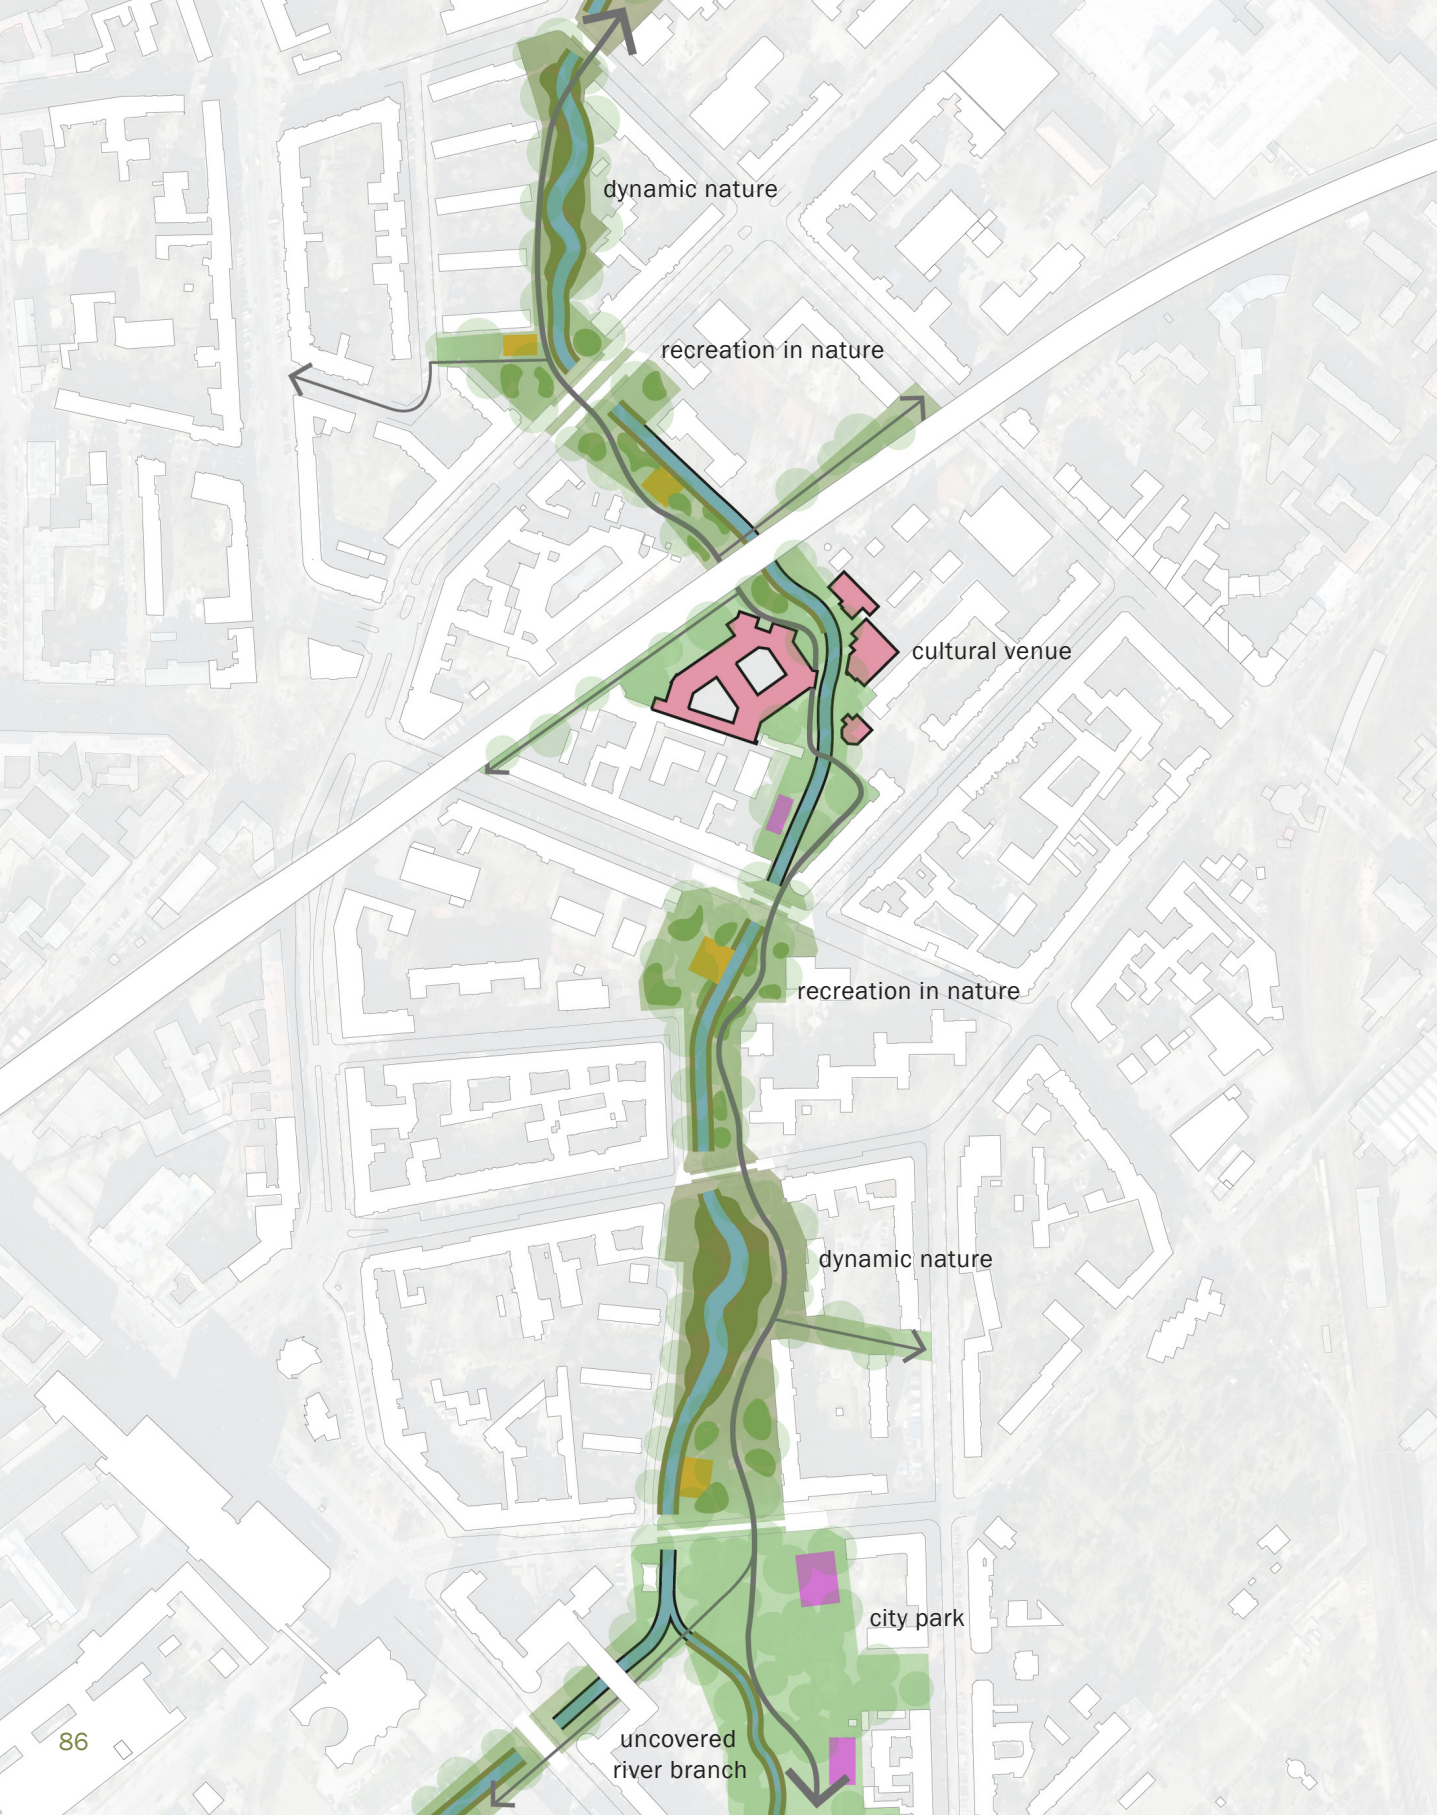 dynamic nature
recreation in nature
cultural venue
recreation in nature
dynamic nature
city park
uncovered
river branch
86